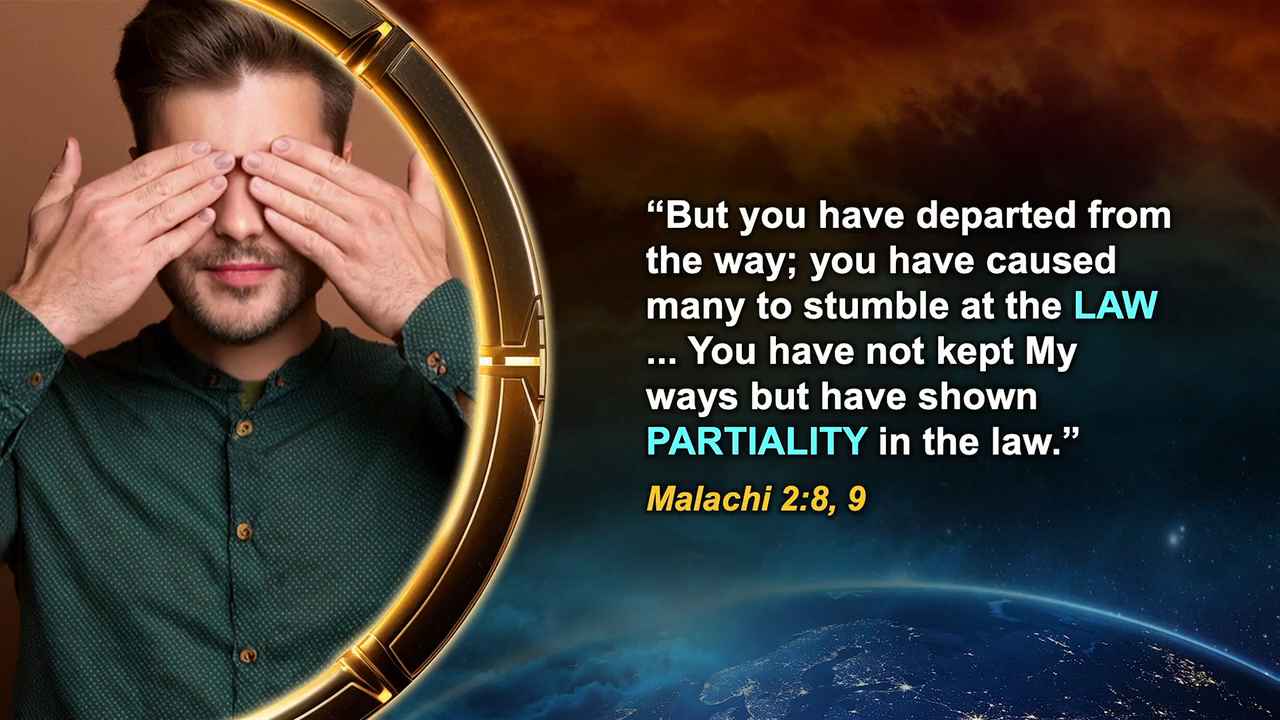 “But you have departed from
the way; you have caused
many to stumble at the LAW
... You have not kept My
ways but have shown
PARTIALITY in the law.”
Malachi 2:8, 9